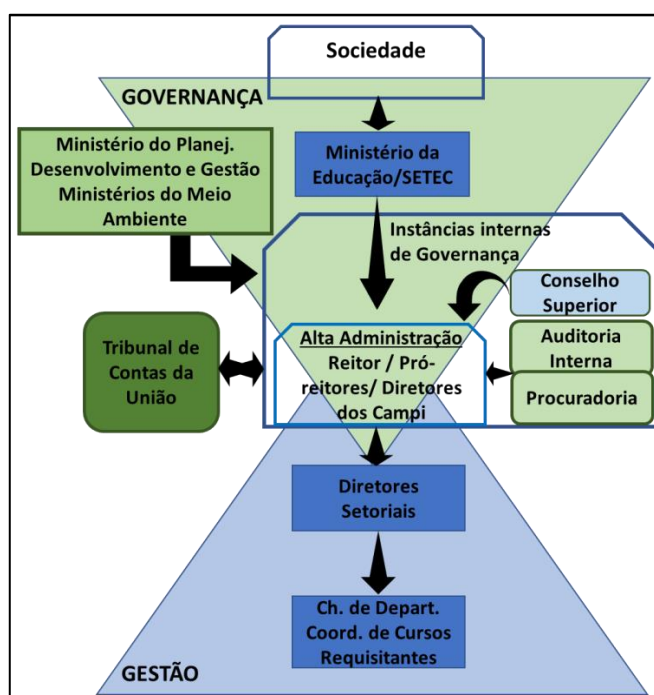 Sociedade
GOVERNANÇA
Ministério do Planej.
Desenvolvimento e Gestão
Ministérios do Meio
Ambiente
Ministério da
Educação/SETEC
Instâncias internas
de Governança
Conselho
Superior
Tribunal de
Contas da
União
Alta Administração
Reitor / Pró-
reitores/ Diretores
dos Campi
Auditoria
Interna
Procuradoria
Diretores
Setoriais
Ch. de Depart.
Coord. de Cursos
Requisitantes
GESTÃO